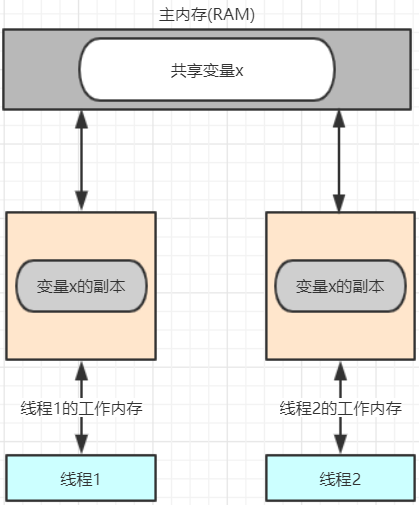 主内存(RAM)
共享变量x
变量x的副本
变量x的副本
线程1的工作内存
线程2的工作内存
线程1
线程2